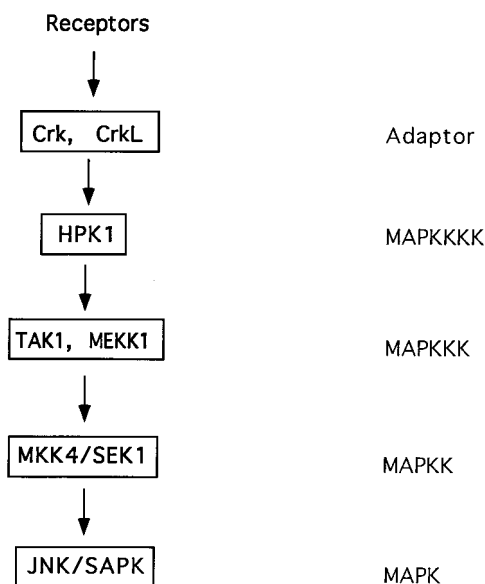 Receptors
Crk, CrkL Adaptor
HPK1 MAPKKKK
TAK1, MEKK1 MAPKKK
MKK4/SEK1 MAPKK
JNK/SAPK MAPK